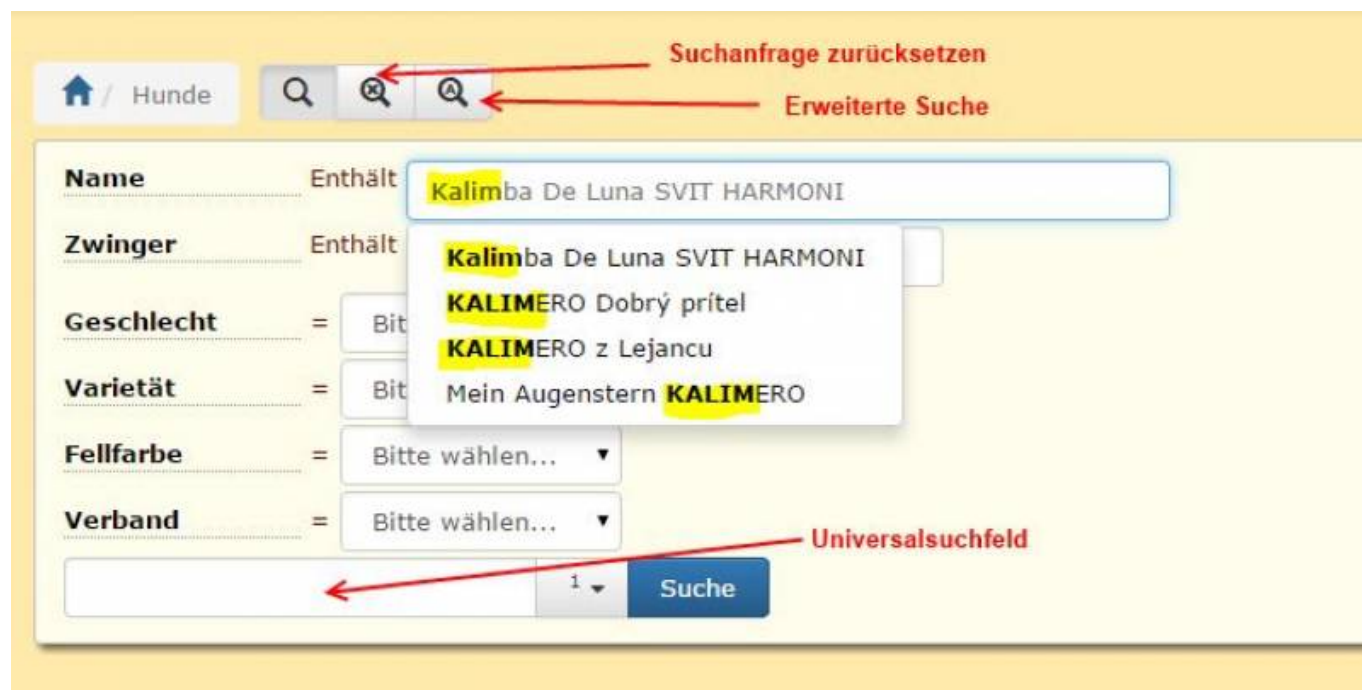 Suchanfrage zurücksetzen
/ Hunde
A
Erweiterte Suche
Name Enthält Kalimba De Luna SVIT HARMONI
Zwinger Enthält
Kalimba De Luna SVIT HARMONI
KALIMERO Dobrý prítel
Geschlecht = Bit
KALIMERO z Lejancu
Varietät = Bit
Mein Augenstern KALIMERO
Fellfarbe = Bitte wählen...
Verband = Bitte wählen...
Universalsuchfeld
1 Suche